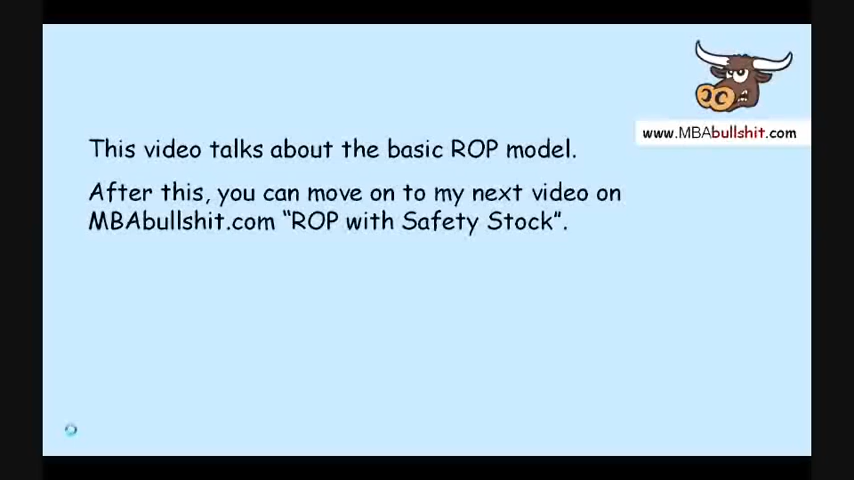 www.MBAbullshit.com
This video talks about the basic ROP model.
After this, you can move on to my next video on
MBAbullshit.com “ROP with Safety Stock”.